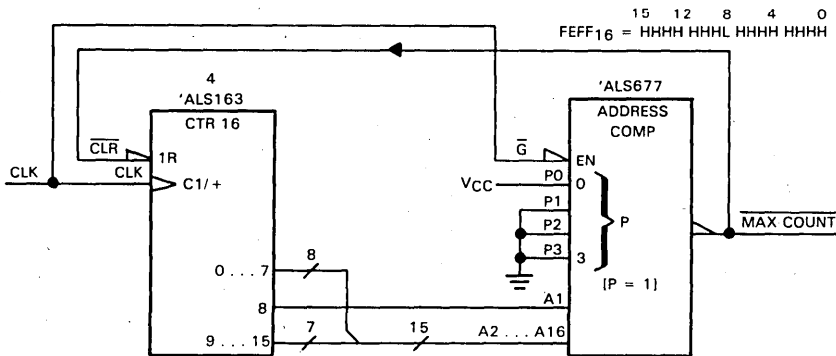 15 12 8 4 0
FEFF16 = HHHH HHHL HHHH HHHH
4
'ALS163
CTR 16
'ALS677
ADDRESS
COMP
CLR
1R
G
EN
CLK
CLK
C1/+
VCC
P0
0
P1
P2
P
P3
3
MAX COUNT
{P = 1}
0 . . . 7
8
8
A1
9 . . . 15
7
15
A2 . . . A16